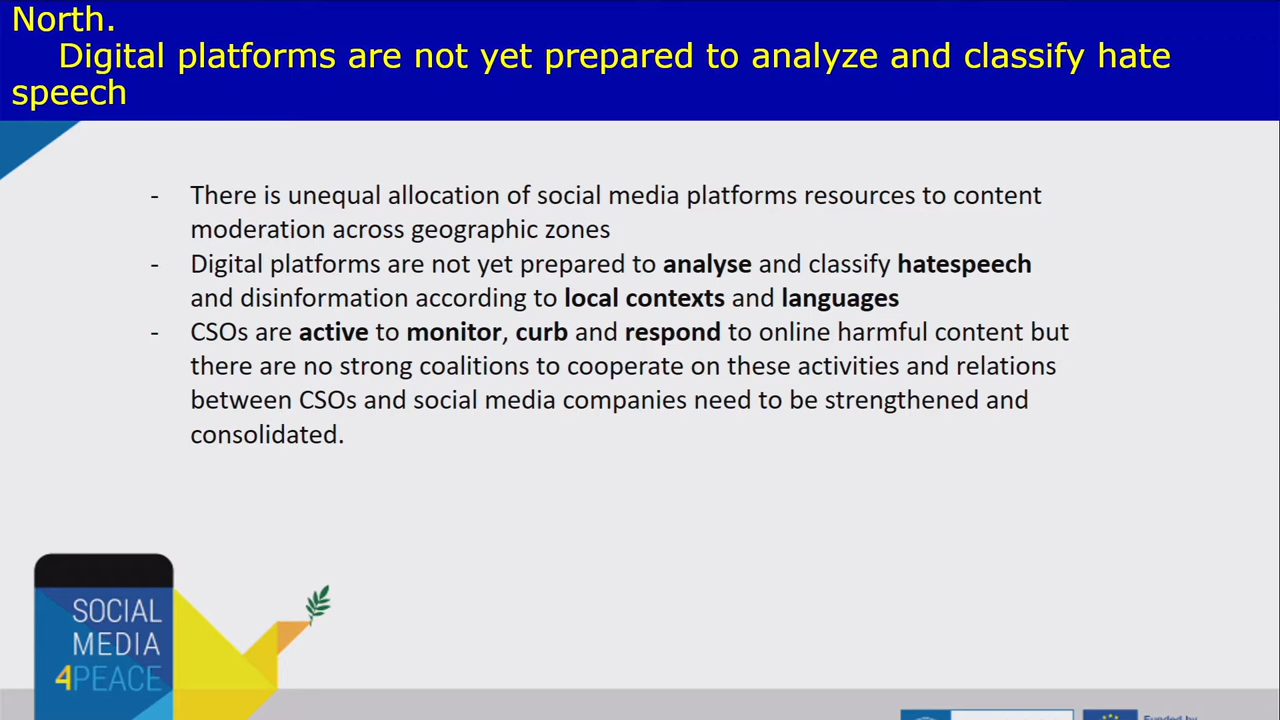 North.
Digital platforms are not yet prepared to analyze and classify hate
speech
- There is unequal allocation of social media platforms resources to content
moderation across geographic zones
- Digital platforms are not yet prepared to analyse and classify hatespeech
and disinformation according to local contexts and languages
- CSOs are active to monitor, curb and respond to online harmful content but
there are no strong coalitions to cooperate on these activities and relations
between CSOs and social media companies need to be strengthened and
consolidated.
SOCIAL
MEDIA
4PEACE
Funded by